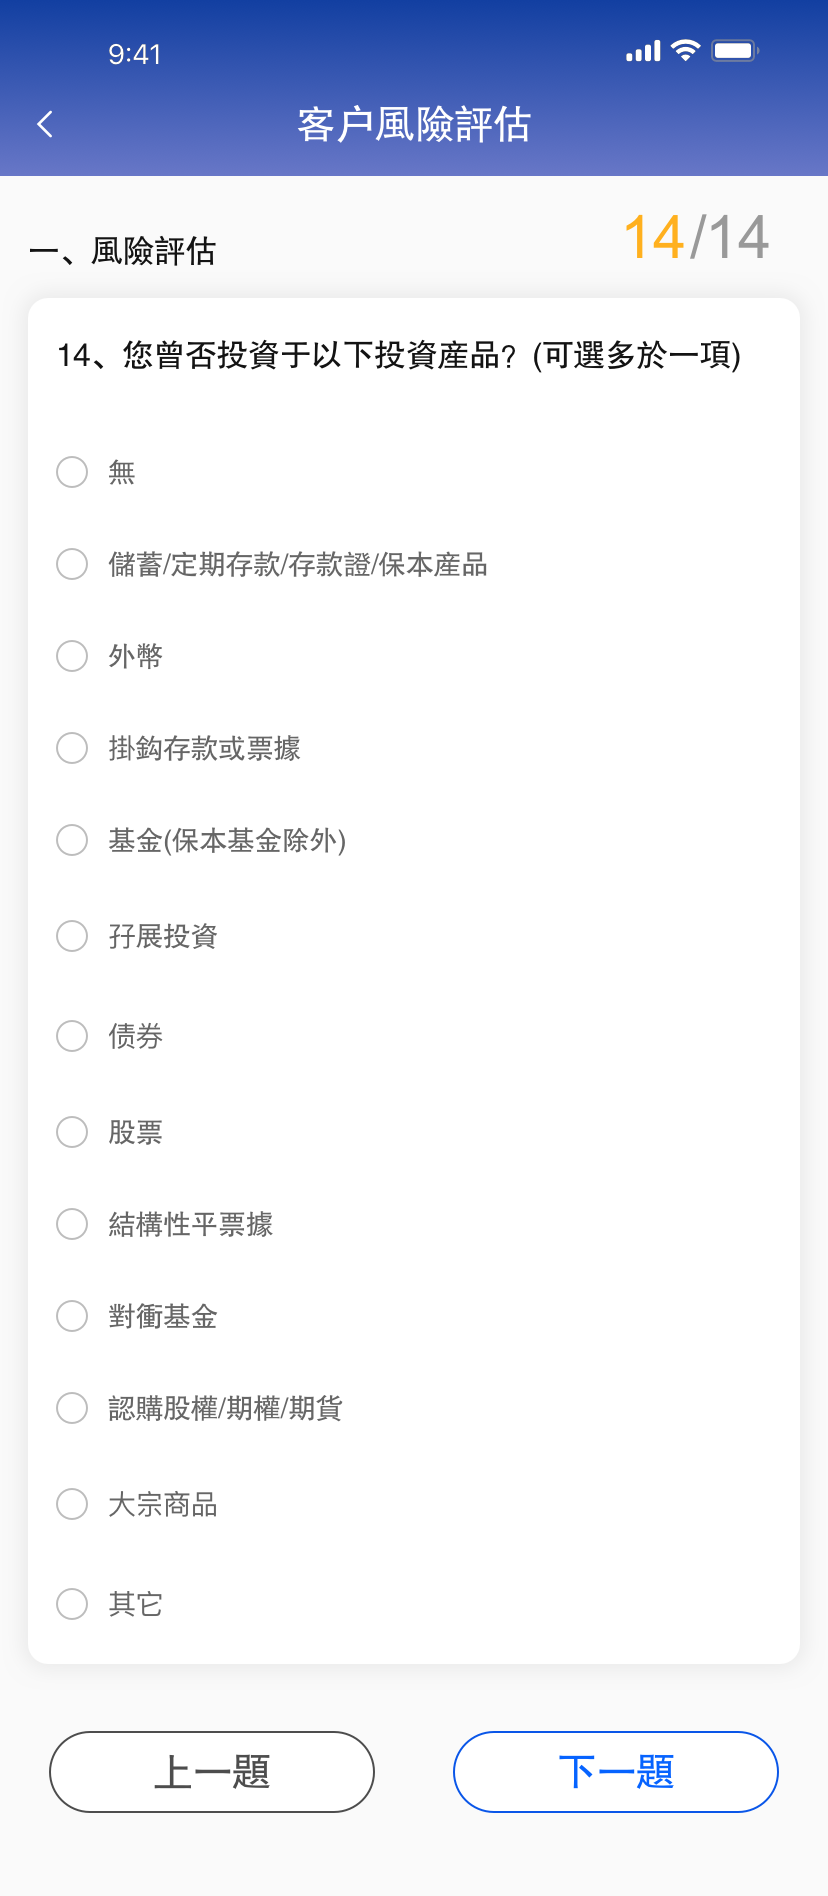 9:41
客户風險評估
一、風險評估
14/14
14、您曾否投資于以下投資産品？(可選多於一項)
無
儲蓄/定期存款/存款證/保本産品
外幣
掛鈎存款或票據
基金(保本基金除外)
孖展投資
债券
股票
結構性平票據
對衝基金
認購股權/期權/期貨
大宗商品
其它
上一題
下一題